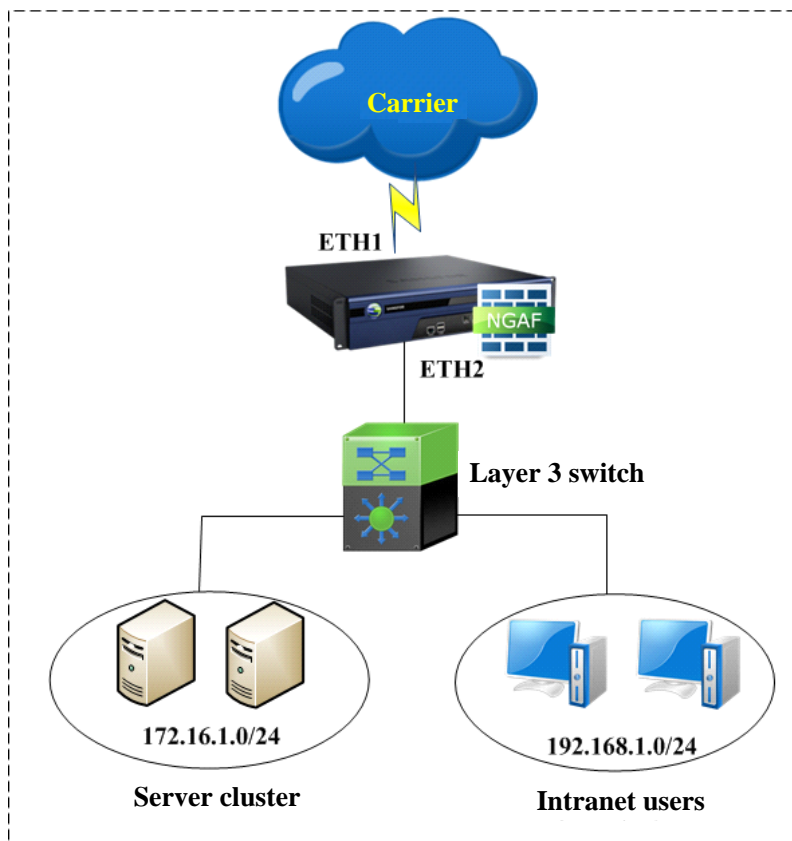 Carrier
ETH1
NGAF
ETH2
Layer 3 switch
172.16.1.0/24
192.168.1.0/24
Server cluster
Intranet users